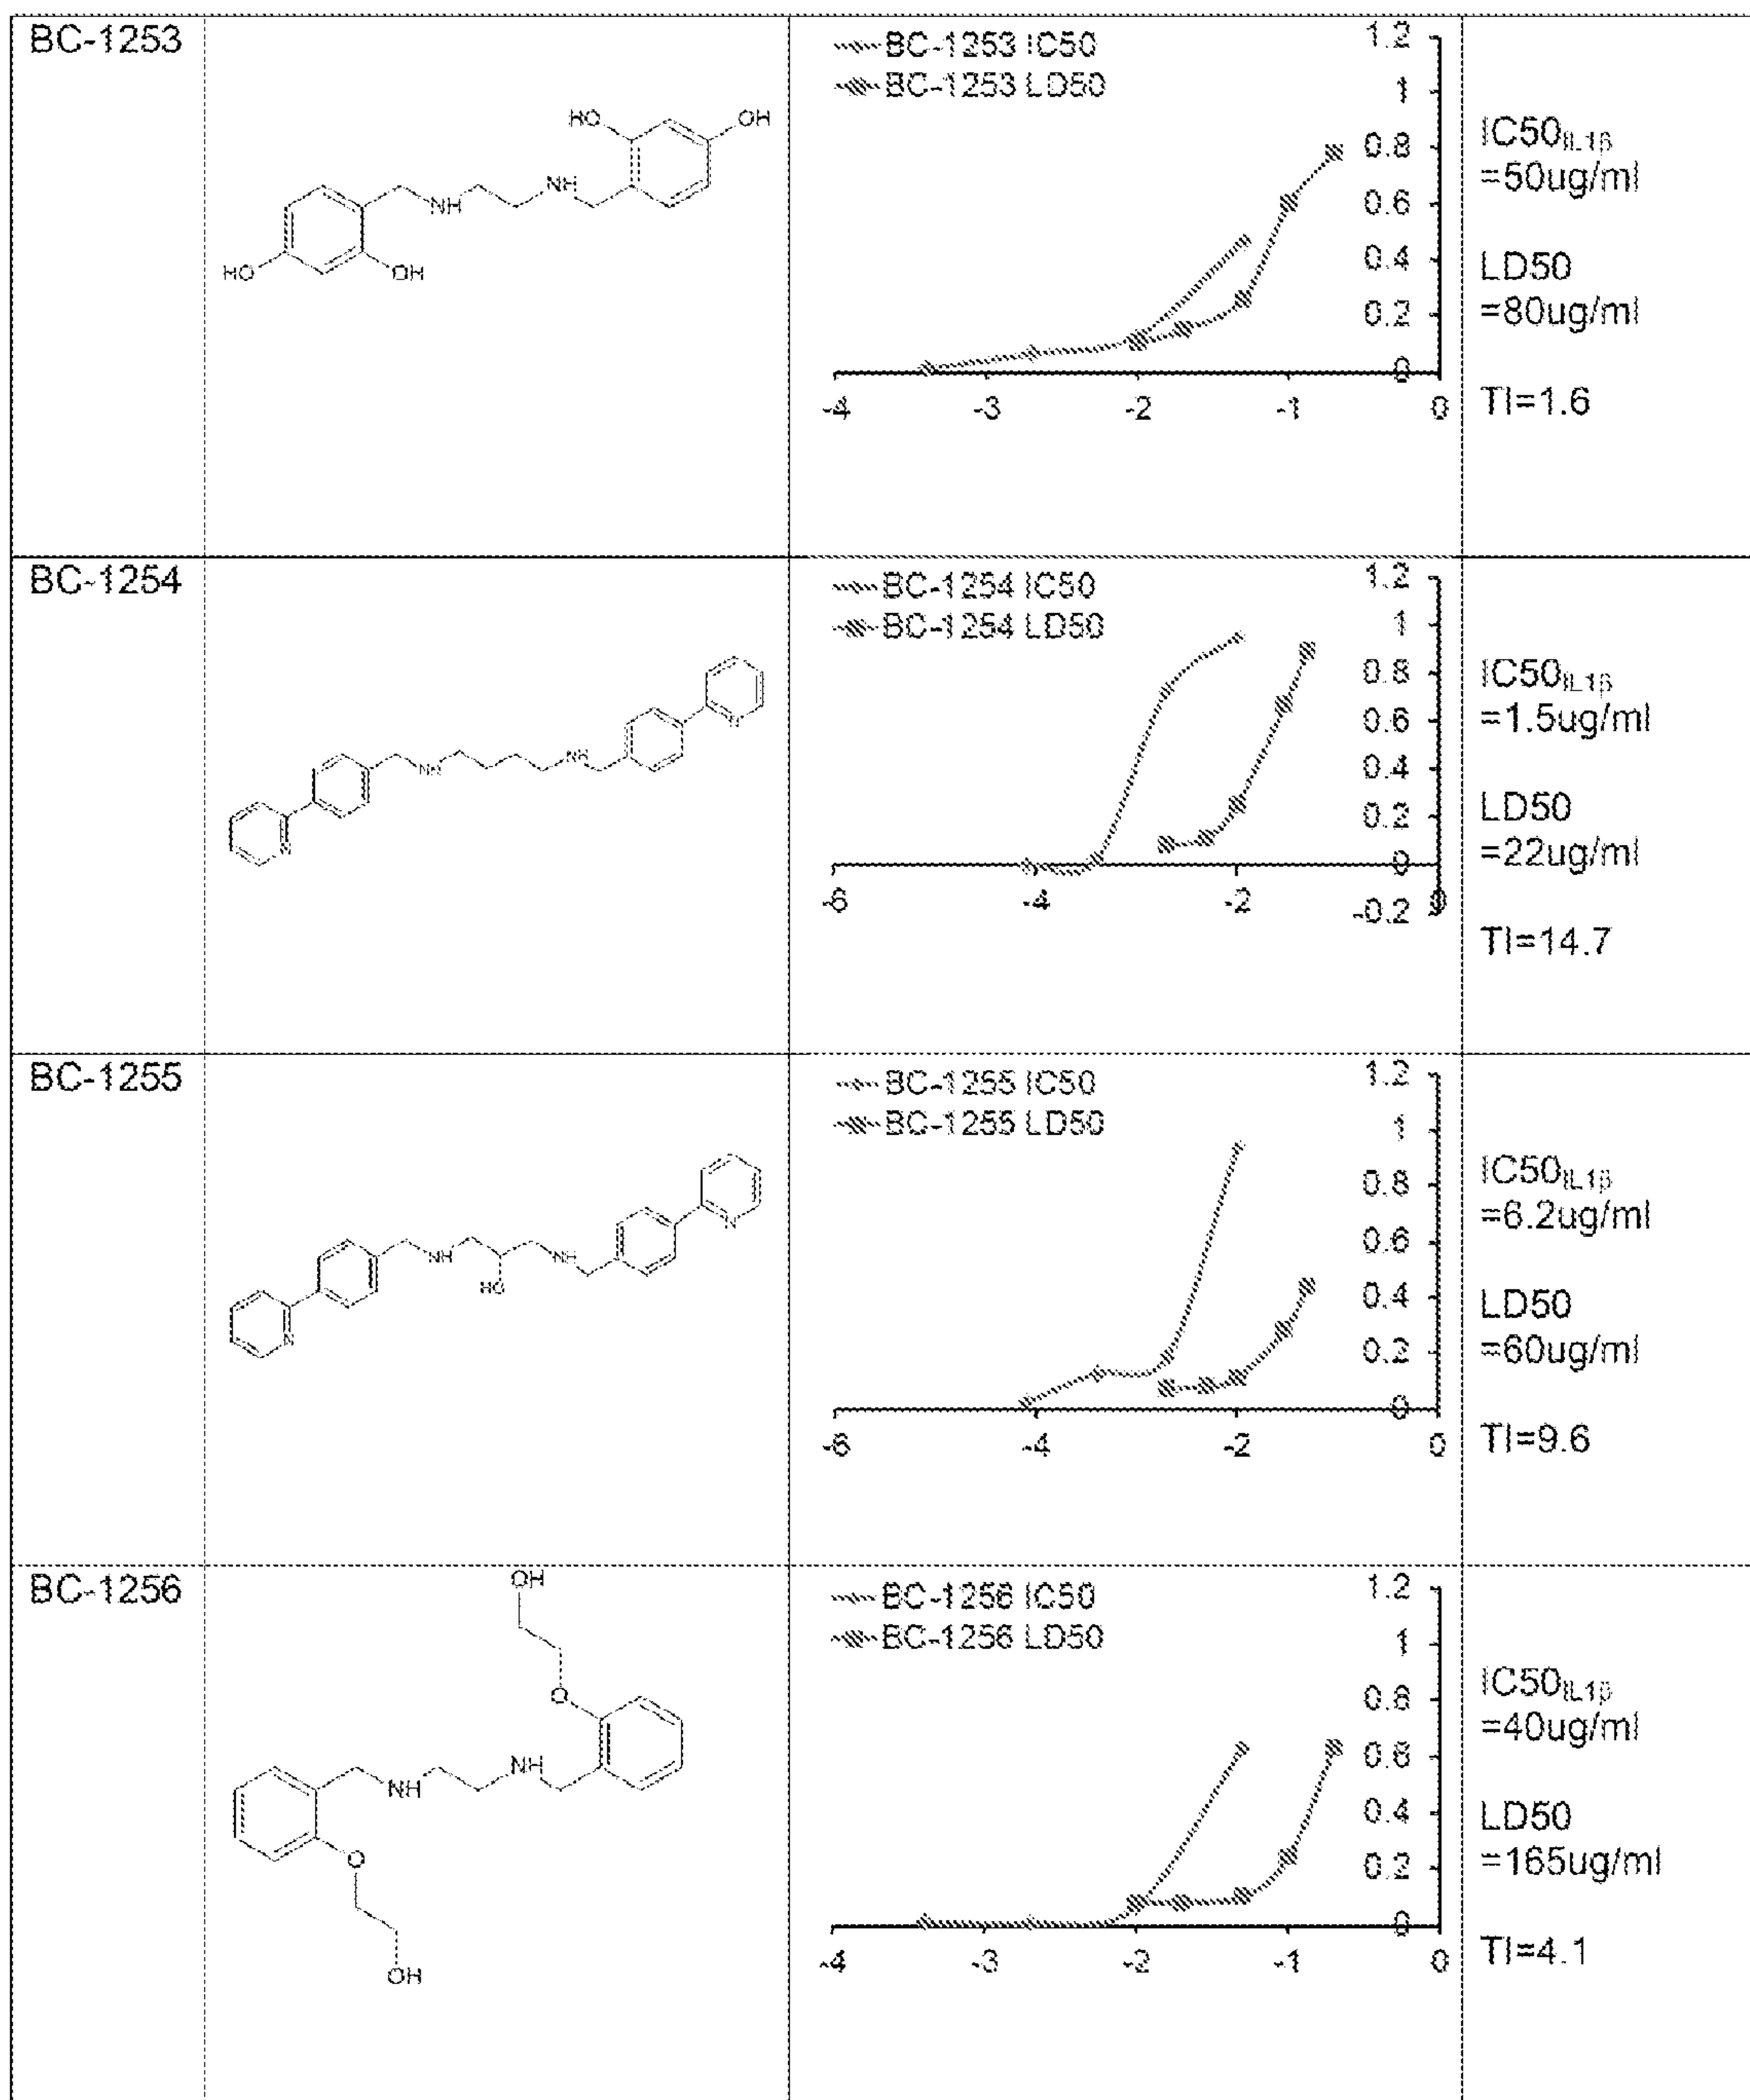 BC-1253
HO
OH
NH
NH
HO
OH
BC-1253 IC50
BC-1253 LD50
1.2
1
0.8
0.6
0.4
0.2
0
-4 -3 -2 -1 0
IC50IL1β
=50ug/ml
LD50
=80ug/ml
TI=1.6
BC-1254
N
NH
NH
N
BC-1254 IC50
BC-1254 LD50
1.2
1
0.8
0.6
0.4
0.2
0
-0.2
-6 -4 -2 0
IC50IL1β
=1.5ug/ml
LD50
=22ug/ml
TI=14.7
BC-1255
N
NH
NH
HO
N
BC-1255 IC50
BC-1255 LD50
1.2
1
0.8
0.6
0.4
0.2
0
-6 -4 -2 0
IC50IL1β
=6.2ug/ml
LD50
=60ug/ml
TI=9.6
BC-1256
OH
O
NH
NH
O
OH
BC-1256 IC50
BC-1256 LD50
1.2
1
0.8
0.6
0.4
0.2
0
-4 -3 -2 -1 0
IC50IL1β
=40ug/ml
LD50
=165ug/ml
TI=4.1